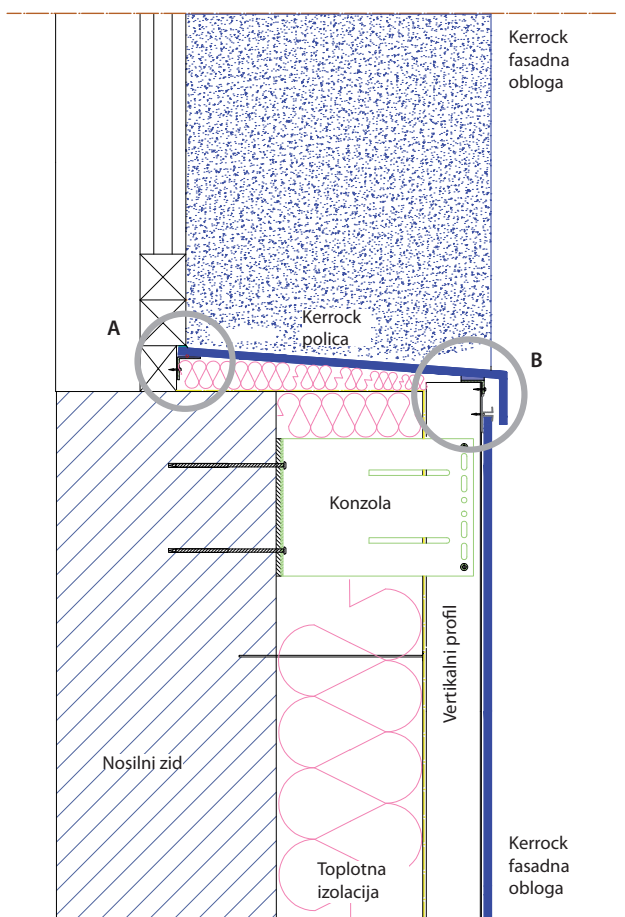 Kerrock
fasadna
obloga
Kerrock
polica
A
B
Konzola
Vertikalni profil
Nosilni zid
Toplotna
izolacija
Kerrock
fasadna
obloga